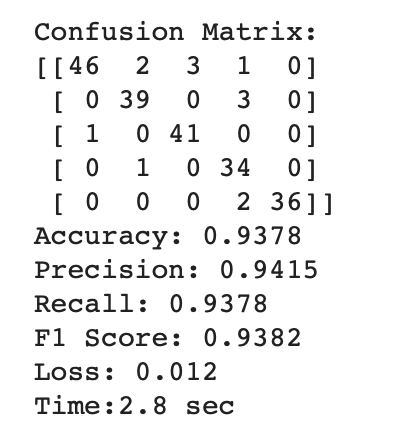 Confusion Matrix:
[[46  2  3  1  0]
 [ 0 39  0  3  0]
 [ 1  0 41  0  0]
 [ 0  1  0 34  0]
 [ 0  0  0  2 36]]
Accuracy: 0.9378
Precision: 0.9415
Recall: 0.9378
F1 Score: 0.9382
Loss: 0.012
Time:2.8 sec